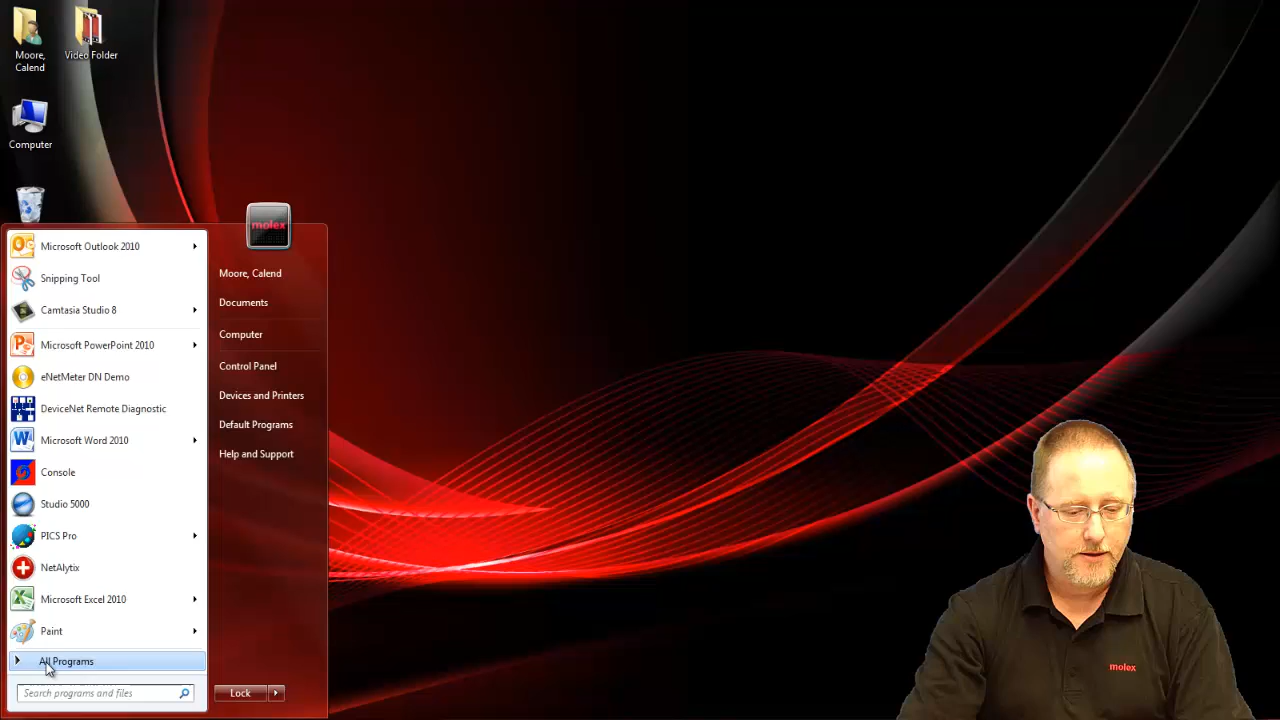 Moore,
Calend
Video Folder
Computer
molex
Microsoft Outlook 2010
Snipping Tool
Camtasia Studio 8
Microsoft PowerPoint 2010
eNetMeter DN Demo
DeviceNet Remote Diagnostic
Microsoft Word 2010
Console
Studio 5000
PICS Pro
NetAlytix
Microsoft Excel 2010
Paint
All Programs
Search programs and files
Moore, Calend
Documents
Computer
Control Panel
Devices and Printers
Default Programs
Help and Support
Lock
molex